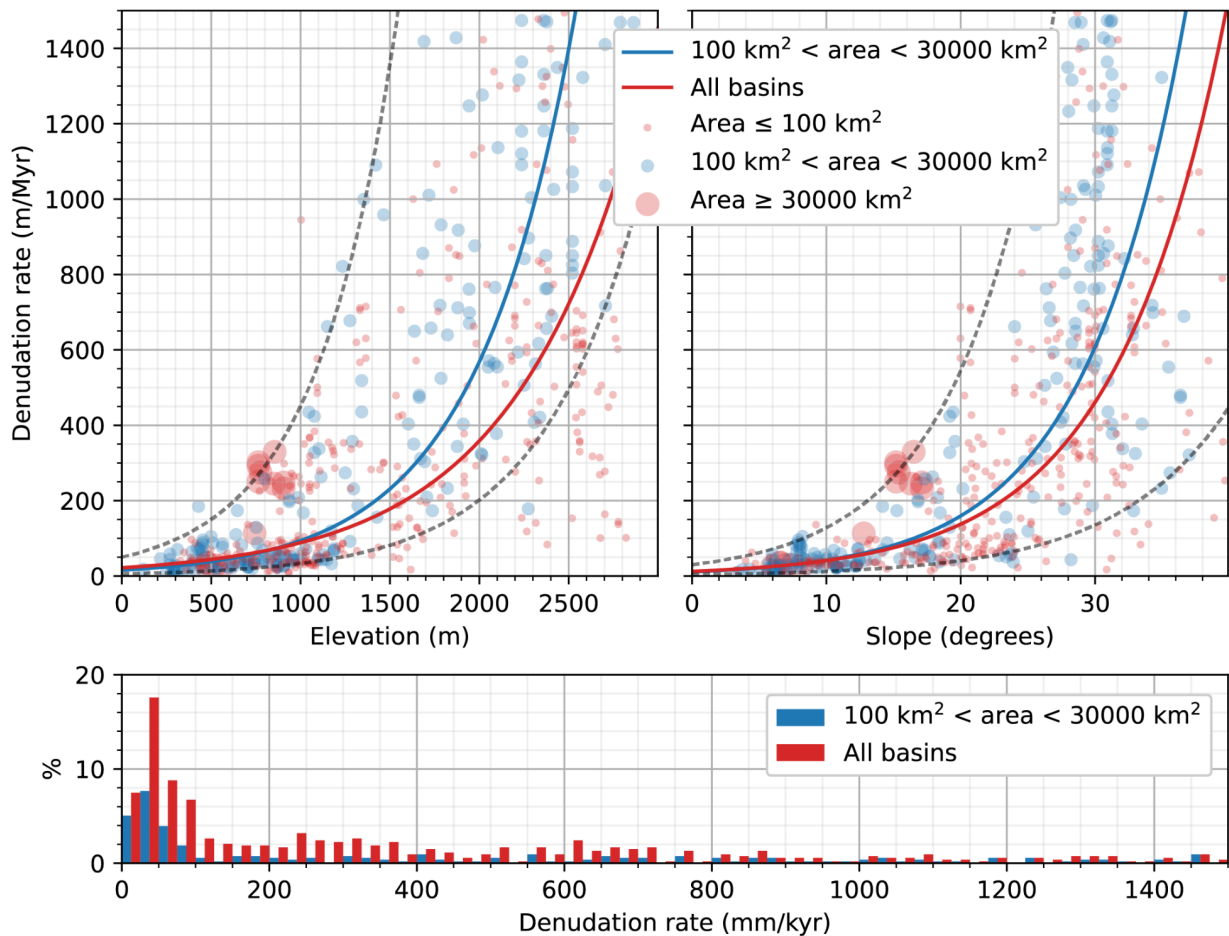 1400
1200
1000
800
600
400
200
0
Denudation rate (m/Myr)
100 km² < area < 30000 km²
All basins
Area ≤ 100 km²
100 km² < area < 30000 km²
Area ≥ 30000 km²
0 500 1000 1500 2000 2500
Elevation (m)
0 10 20 30
Slope (degrees)
20
10
0
%
100 km² < area < 30000 km²
All basins
0 200 400 600 800 1000 1200 1400
Denudation rate (mm/kyr)